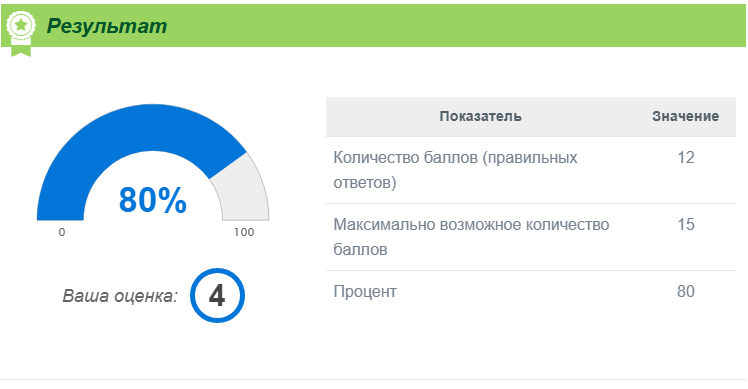 Результат
80%
0
100
Ваша оценка:
4
Показатель
Значение
Количество баллов (правильных
ответов)
12
Максимально возможное количество
баллов
15
Процент
80